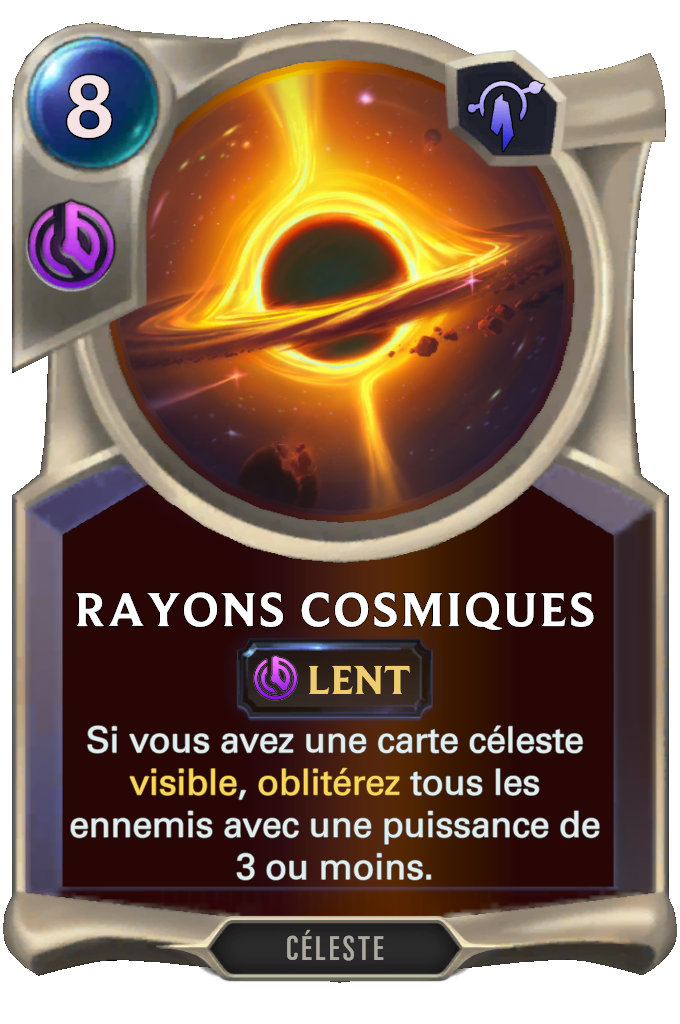 8
RAYONS COSMIQUES
LENT
Si vous avez une carte céleste
visible, oblitérez tous les
ennemis avec une puissance de
3 ou moins.
CÉLESTE